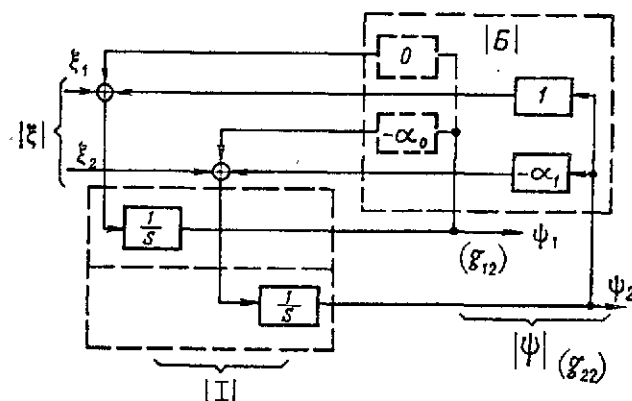 0
|Б|
ξ₁
1
|ξ|
-α₀
ξ₂
-α₁
1/s
ψ₁
(g₁₂)
ψ₂
1/s
|ψ| (g₂₂)
|I|